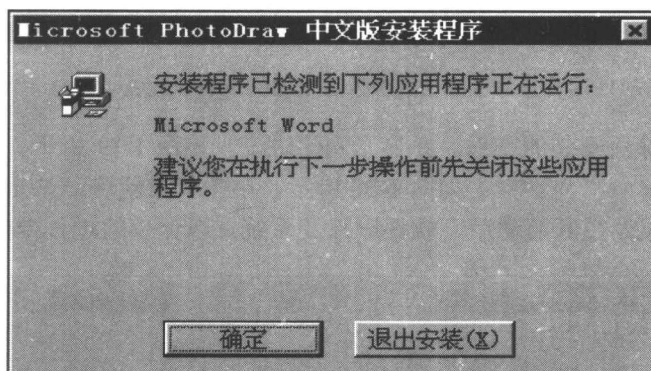 Microsoft PhotoDraw 中文版安装程序
安装程序已检测到下列应用程序正在运行：
Microsoft Word
建议您在执行下一步操作前先关闭这些应用
程序。
确定
退出安装(X)